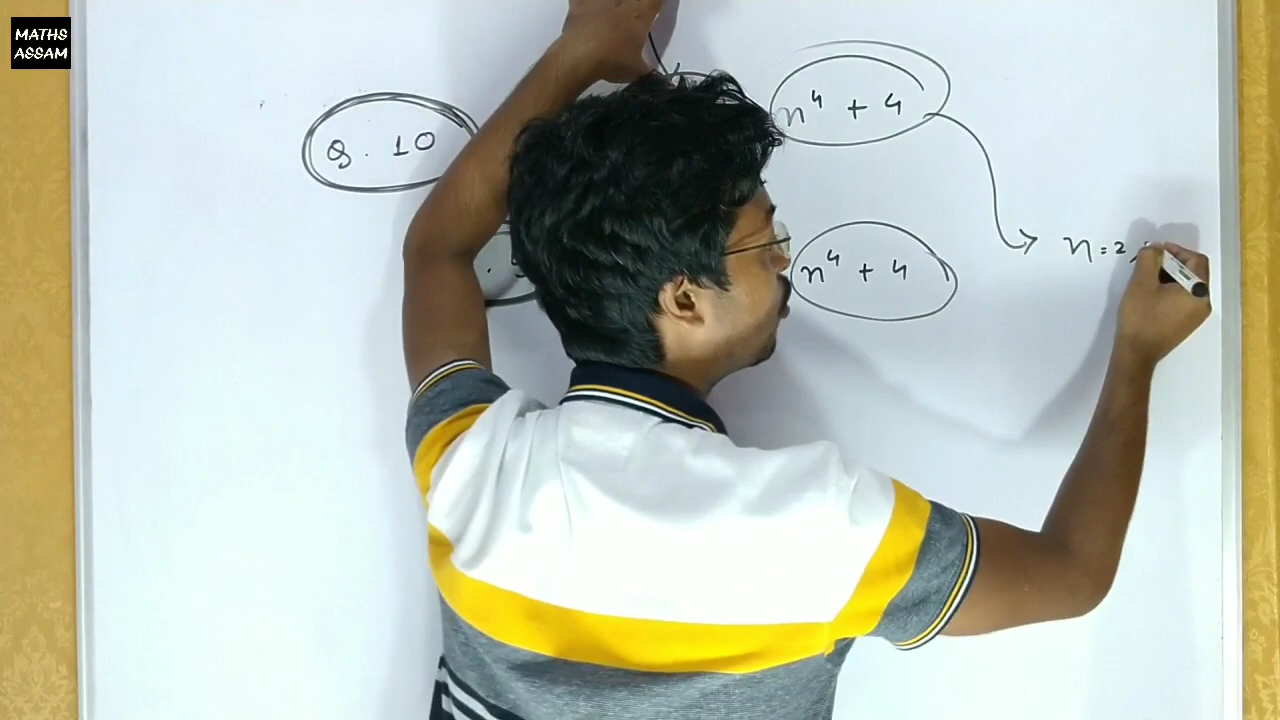 MATHS
ASSAM
Q. 10
n⁴ + 4
n = 2,
n⁴ + 4